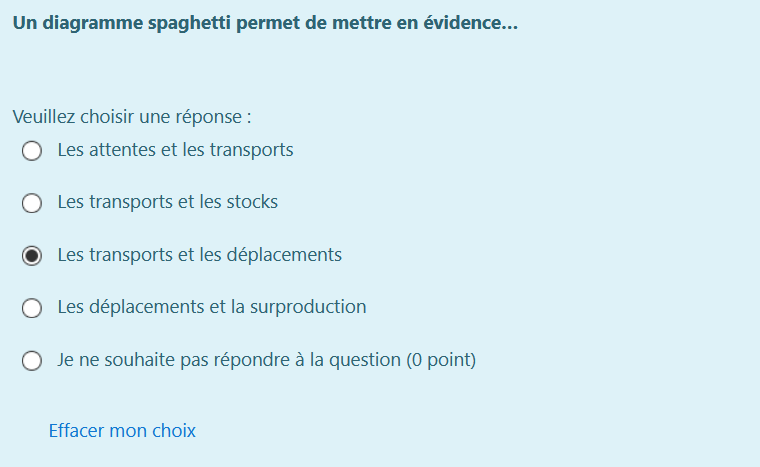 Un diagramme spaghetti permet de mettre en évidence...
Veuillez choisir une réponse :
Les attentes et les transports
Les transports et les stocks
Les transports et les déplacements
Les déplacements et la surproduction
Je ne souhaite pas répondre à la question (0 point)
Effacer mon choix